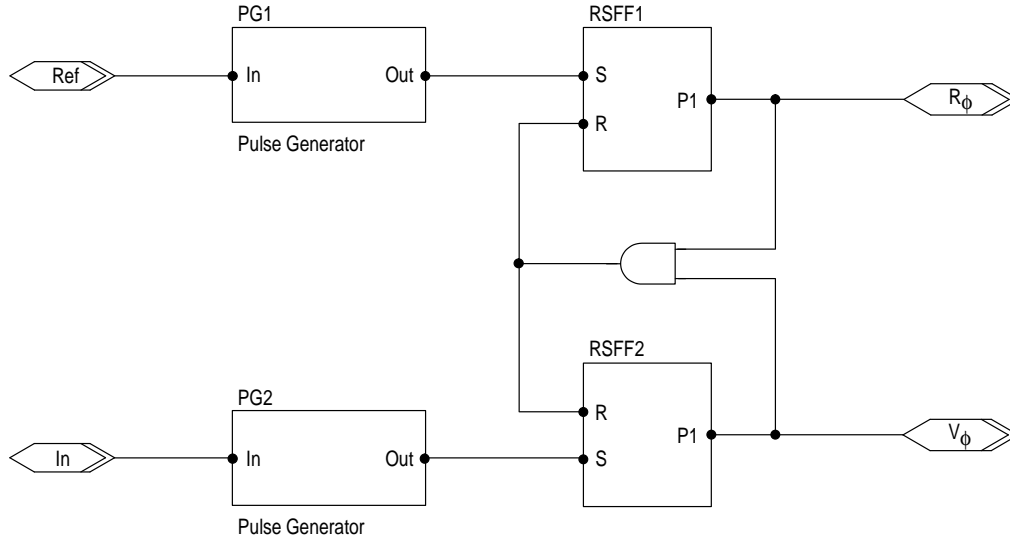 PG1
RSFF1
Ref
In
Out
S
P1
R
Rϕ
Pulse Generator
RSFF2
PG2
R
P1
Vϕ
In
In
Out
S
Pulse Generator